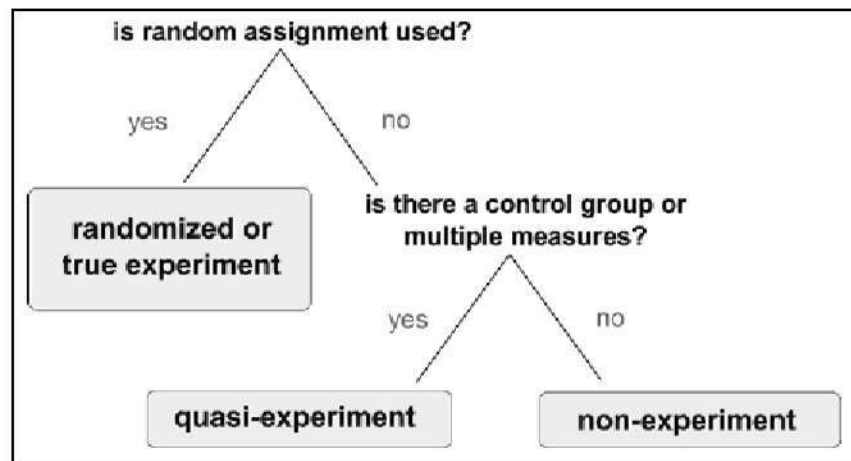 is random assignment used?
yes
no
randomized or
true experiment
is there a control group or
multiple measures?
yes
no
quasi-experiment
non-experiment